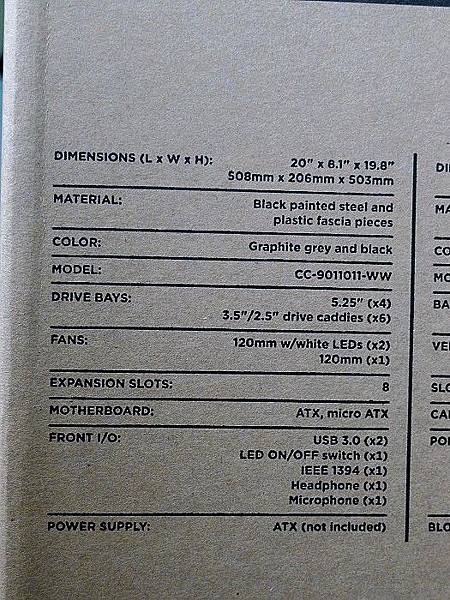 DIMENSIONS (L x W x H): 20" x 8.1" x 19.8"
508mm x 206mm x 503mm
MATERIAL: Black painted steel and
plastic fascia pieces
COLOR: Graphite grey and black
MODEL: CC-9011011-WW
DRIVE BAYS: 5.25" (x4)
3.5"/2.5" drive caddies (x6)
FANS: 120mm w/white LEDs (x2)
120mm (x1)
EXPANSION SLOTS: 8
MOTHERBOARD: ATX, micro ATX
FRONT I/O: USB 3.0 (x2)
LED ON/OFF switch (x1)
IEEE 1394 (x1)
Headphone (x1)
Microphone (x1)
POWER SUPPLY: ATX (not included)